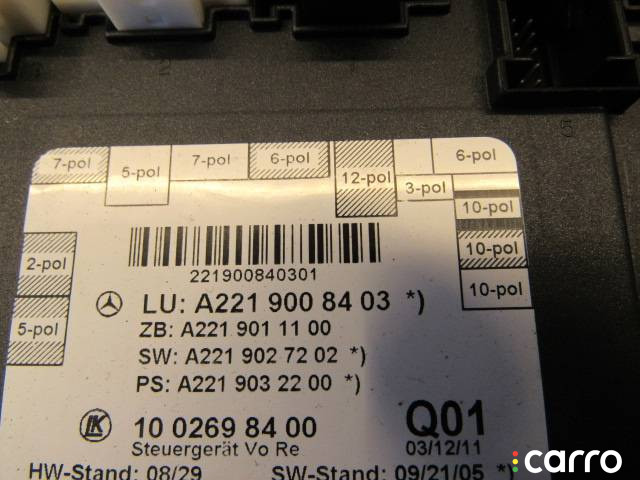 7-pol 5-pol 7-pol 6-pol 12-pol 3-pol 6-pol
10-pol
2-pol 10-pol
5-pol 10-pol
221900840301
LU: A221 900 84 03 *)
ZB: A221 901 11 00
SW: A221 902 72 02 *)
PS: A221 903 22 00 *)
LK 10 0269 84 00 Q01
Steuergerät Vo Re 03/12/11
HW-Stand: 08/29 SW-Stand: 09/21/05 *)
carro